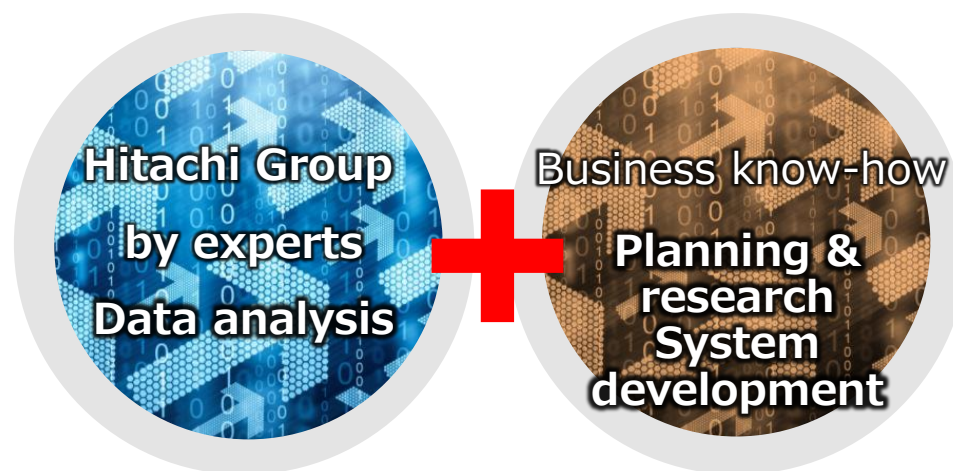 Hitachi Group
by experts
Data analysis
Business know-how
Planning &
research
System
development